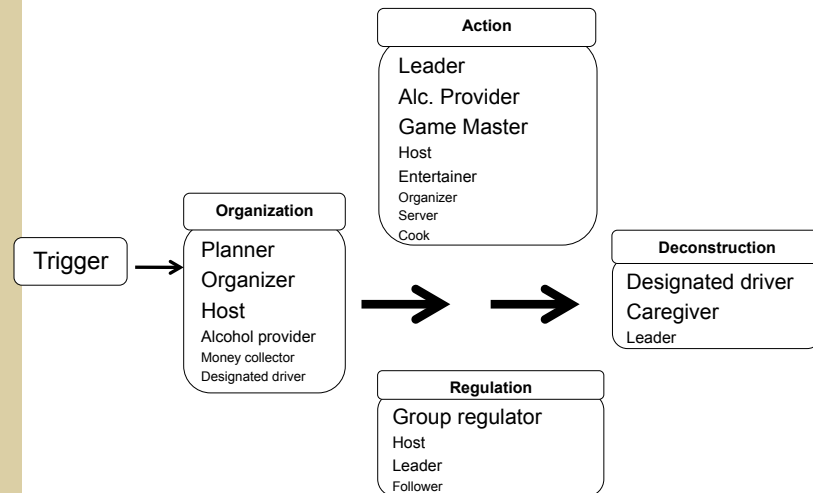 Trigger
Organization
Planner
Organizer
Host
Alcohol provider
Money collector
Designated driver
Action
Leader
Alc. Provider
Game Master
Host
Entertainer
Organizer
Server
Cook
Regulation
Group regulator
Host
Leader
Follower
Deconstruction
Designated driver
Caregiver
Leader